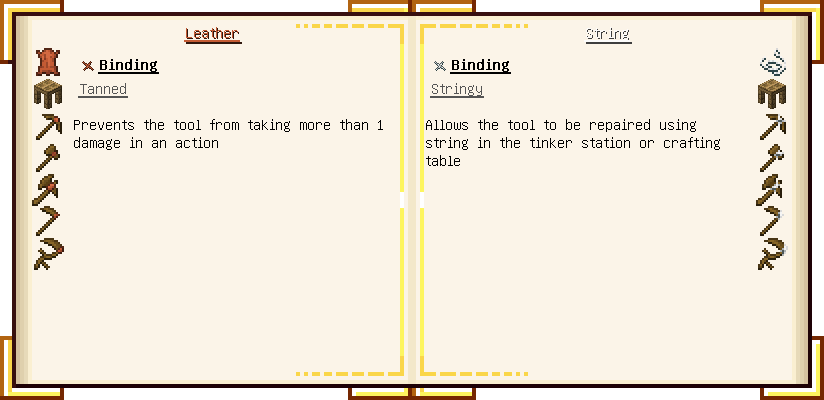 Leather
Binding
Tanned
Prevents the tool from taking more than 1
damage in an action
String
Binding
Stringy
Allows the tool to be repaired using
string in the tinker station or crafting
table